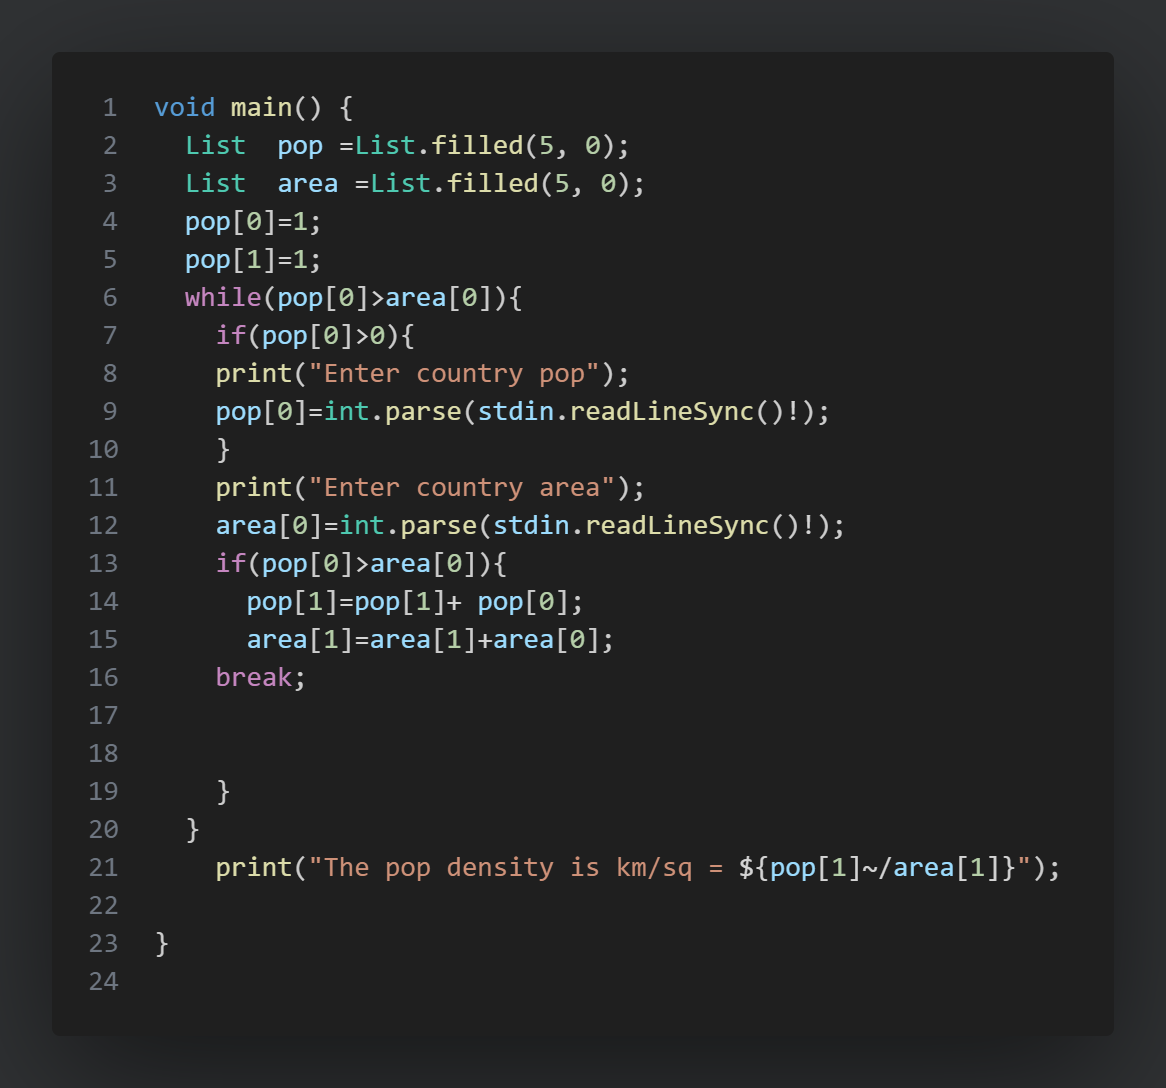 1 void main() {
2   List  pop =List.filled(5, 0);
3   List  area =List.filled(5, 0);
4   pop[0]=1;
5   pop[1]=1;
6   while(pop[0]>area[0]){
7     if(pop[0]>0){
8     print("Enter country pop");
9     pop[0]=int.parse(stdin.readLineSync()!);
10     }
11     print("Enter country area");
12     area[0]=int.parse(stdin.readLineSync()!);
13     if(pop[0]>area[0]){
14       pop[1]=pop[1]+ pop[0];
15       area[1]=area[1]+area[0];
16     break;
17
18
19     }
20   }
21     print("The pop density is km/sq = ${pop[1]~/area[1]}");
22
23 }
24